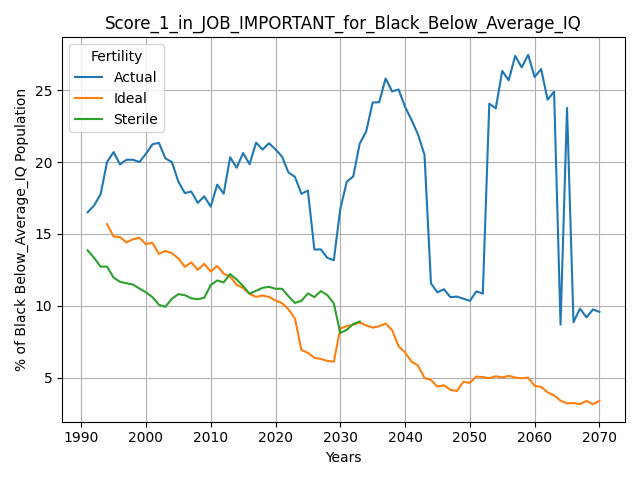 Score_1_in_JOB_IMPORTANT_for_Black_Below_Average_IQ
Fertility
Actual
Ideal
Sterile
% of Black Below_Average_IQ Population
25
20
15
10
5
1990 2000 2010 2020 2030 2040 2050 2060 2070
Years